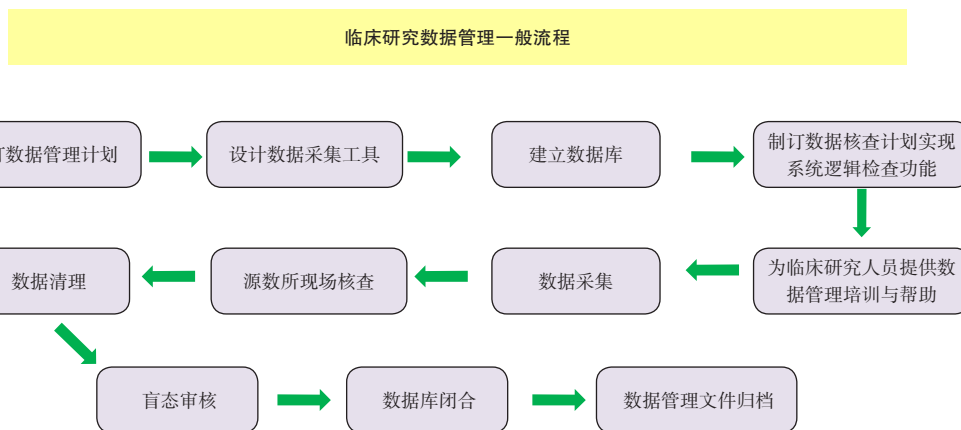 临床研究数据管理一般流程
订数据管理计划
设计数据采集工具
建立数据库
制订数据核查计划实现
系统逻辑检查功能
为临床研究人员提供数
据管理培训与帮助
数据采集
源数所现场核查
数据清理
盲态审核
数据库闭合
数据管理文件归档